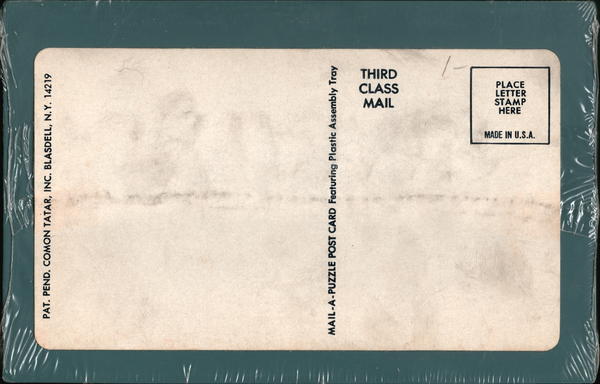 PAT. PEND. COMON TATAR, INC. BLASDELL, N.Y. 14219
MAIL-A-PUZZLE POST CARD Featuring Plastic Assembly Tray
THIRD
CLASS
MAIL
1-
PLACE
LETTER
STAMP
HERE
MADE IN U.S.A.